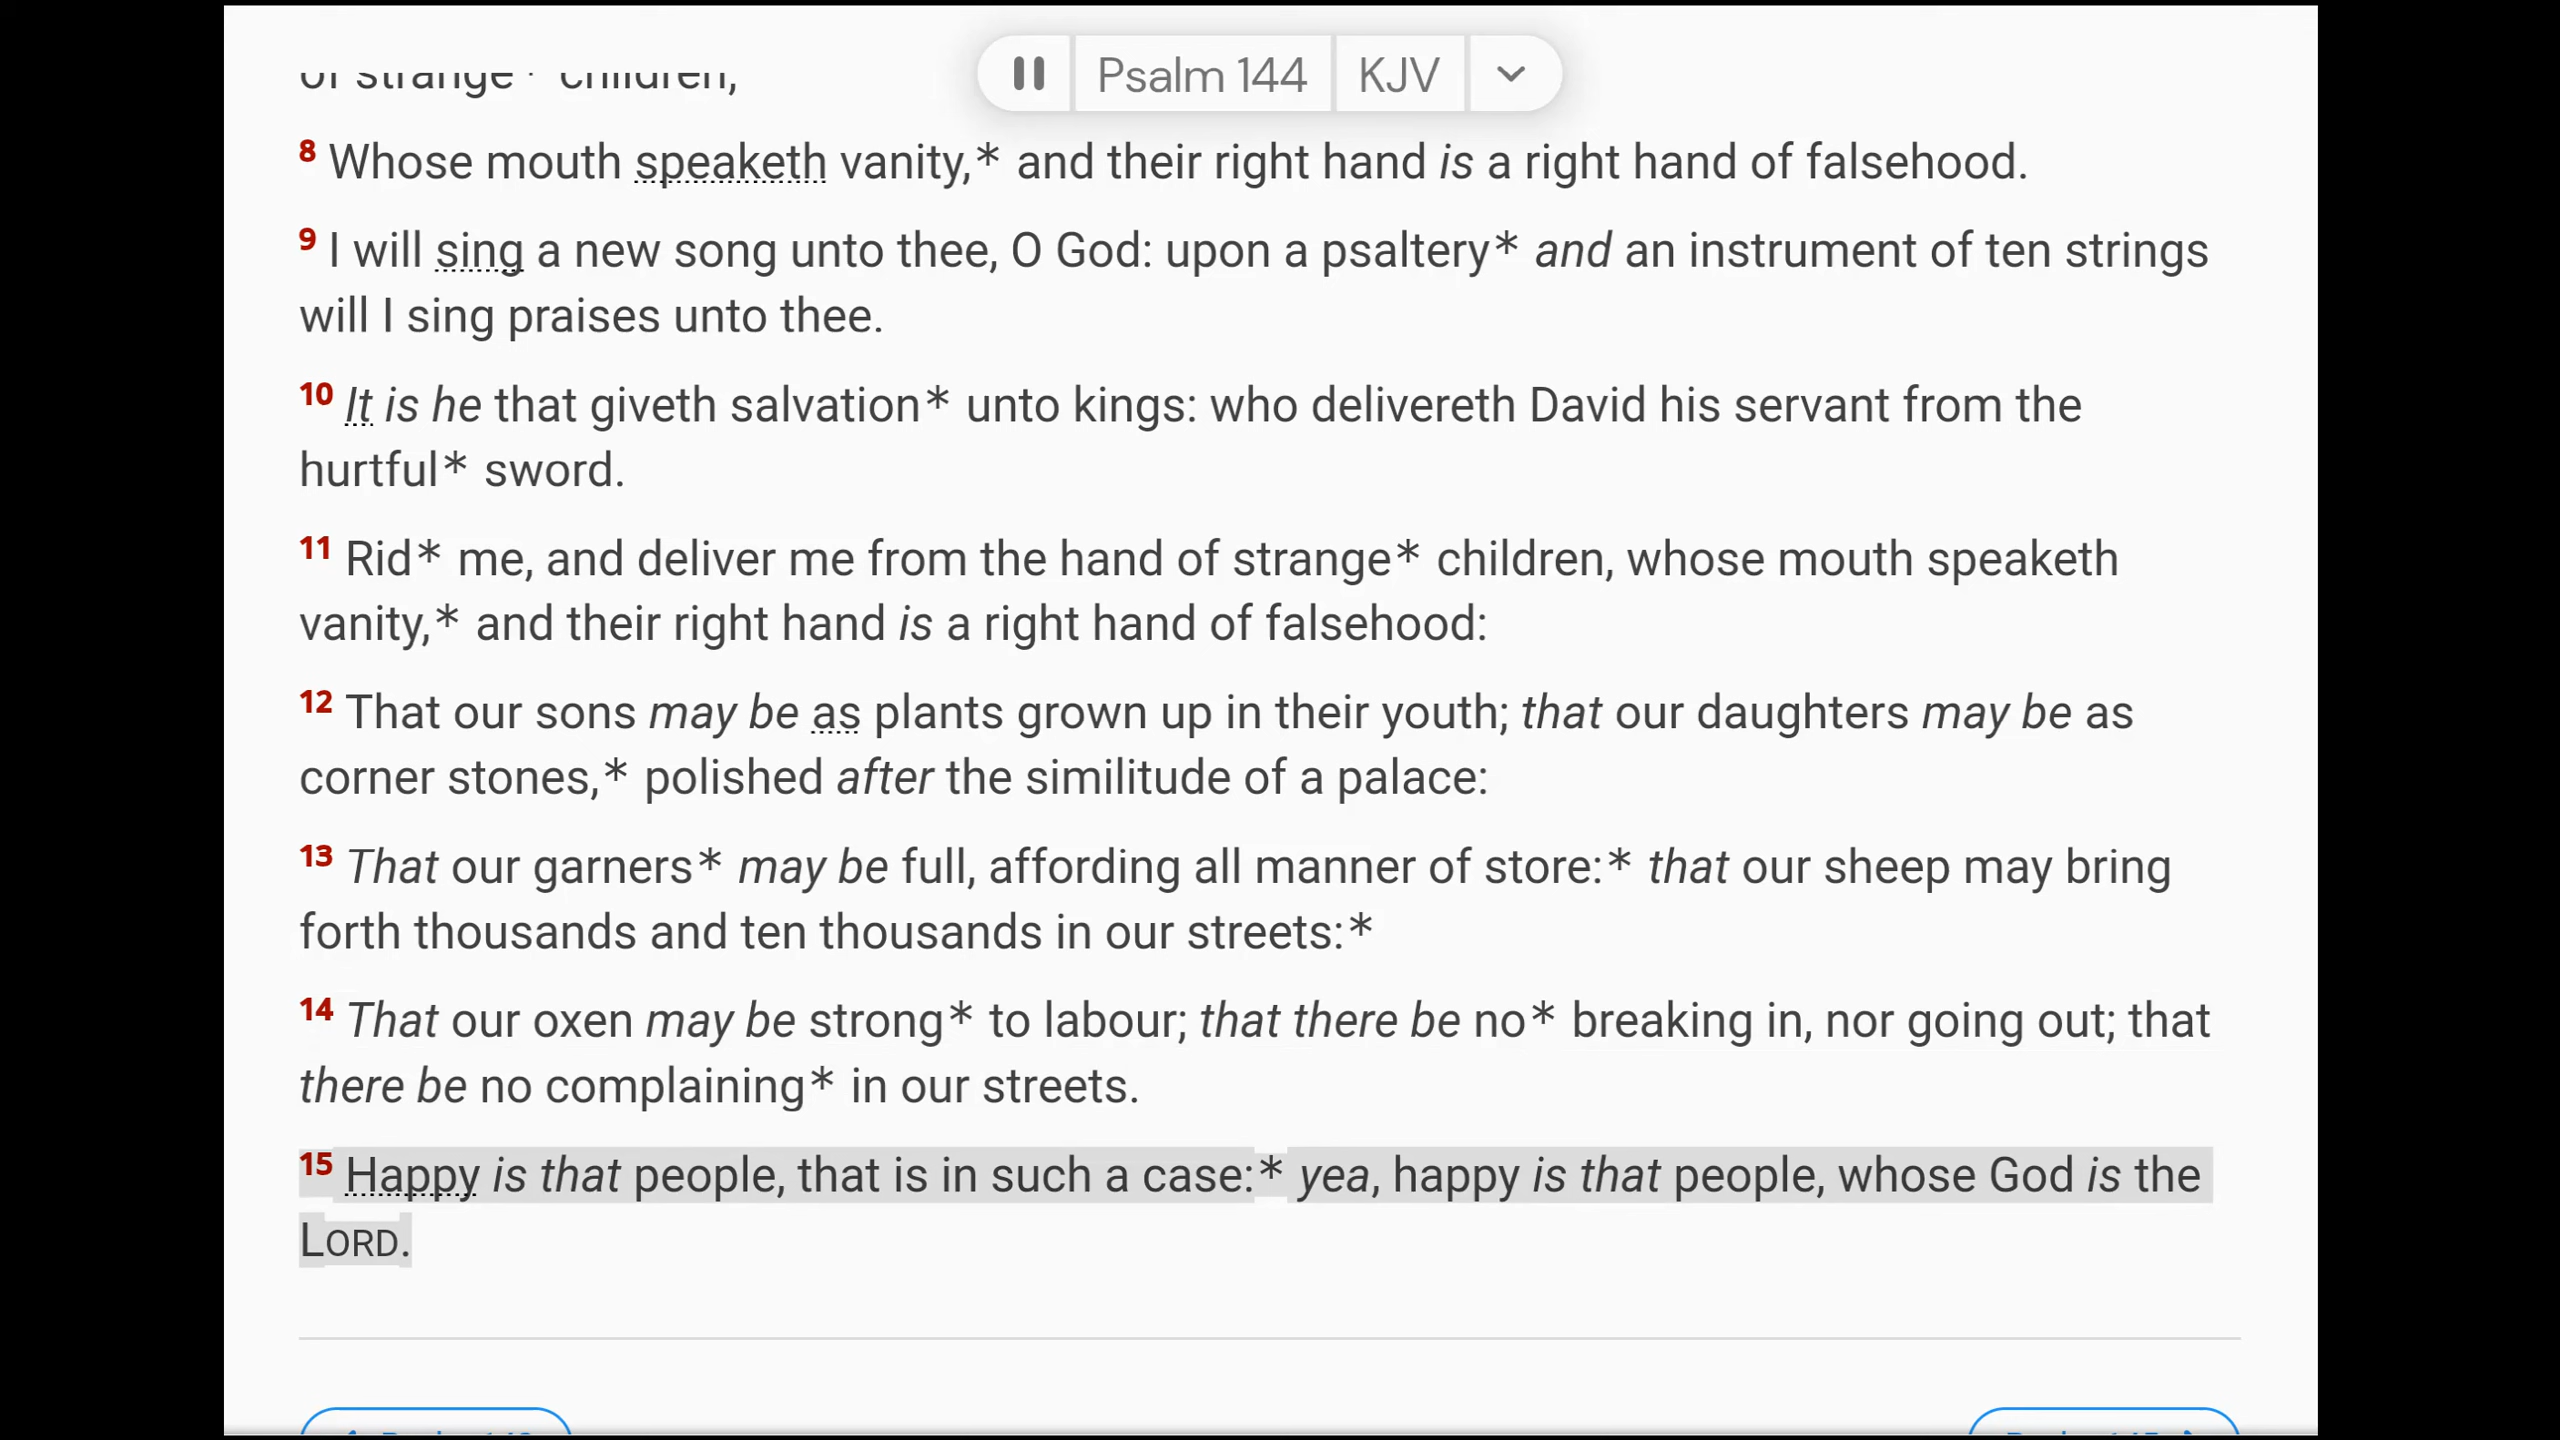 Psalm 144 KJV
of strange* children,
8 Whose mouth speaketh vanity,* and their right hand is a right hand of falsehood.
9 I will sing a new song unto thee, O God: upon a psaltery* and an instrument of ten strings
will I sing praises unto thee.
10 It is he that giveth salvation* unto kings: who delivereth David his servant from the
hurtful* sword.
11 Rid* me, and deliver me from the hand of strange* children, whose mouth speaketh
vanity,* and their right hand is a right hand of falsehood:
12 That our sons may be as plants grown up in their youth; that our daughters may be as
corner stones,* polished after the similitude of a palace:
13 That our garners* may be full, affording all manner of store:* that our sheep may bring
forth thousands and ten thousands in our streets:*
14 That our oxen may be strong* to labour; that there be no* breaking in, nor going out; that
there be no complaining* in our streets.
15 Happy is that people, that is in such a case:* yea, happy is that people, whose God is the
LORD.